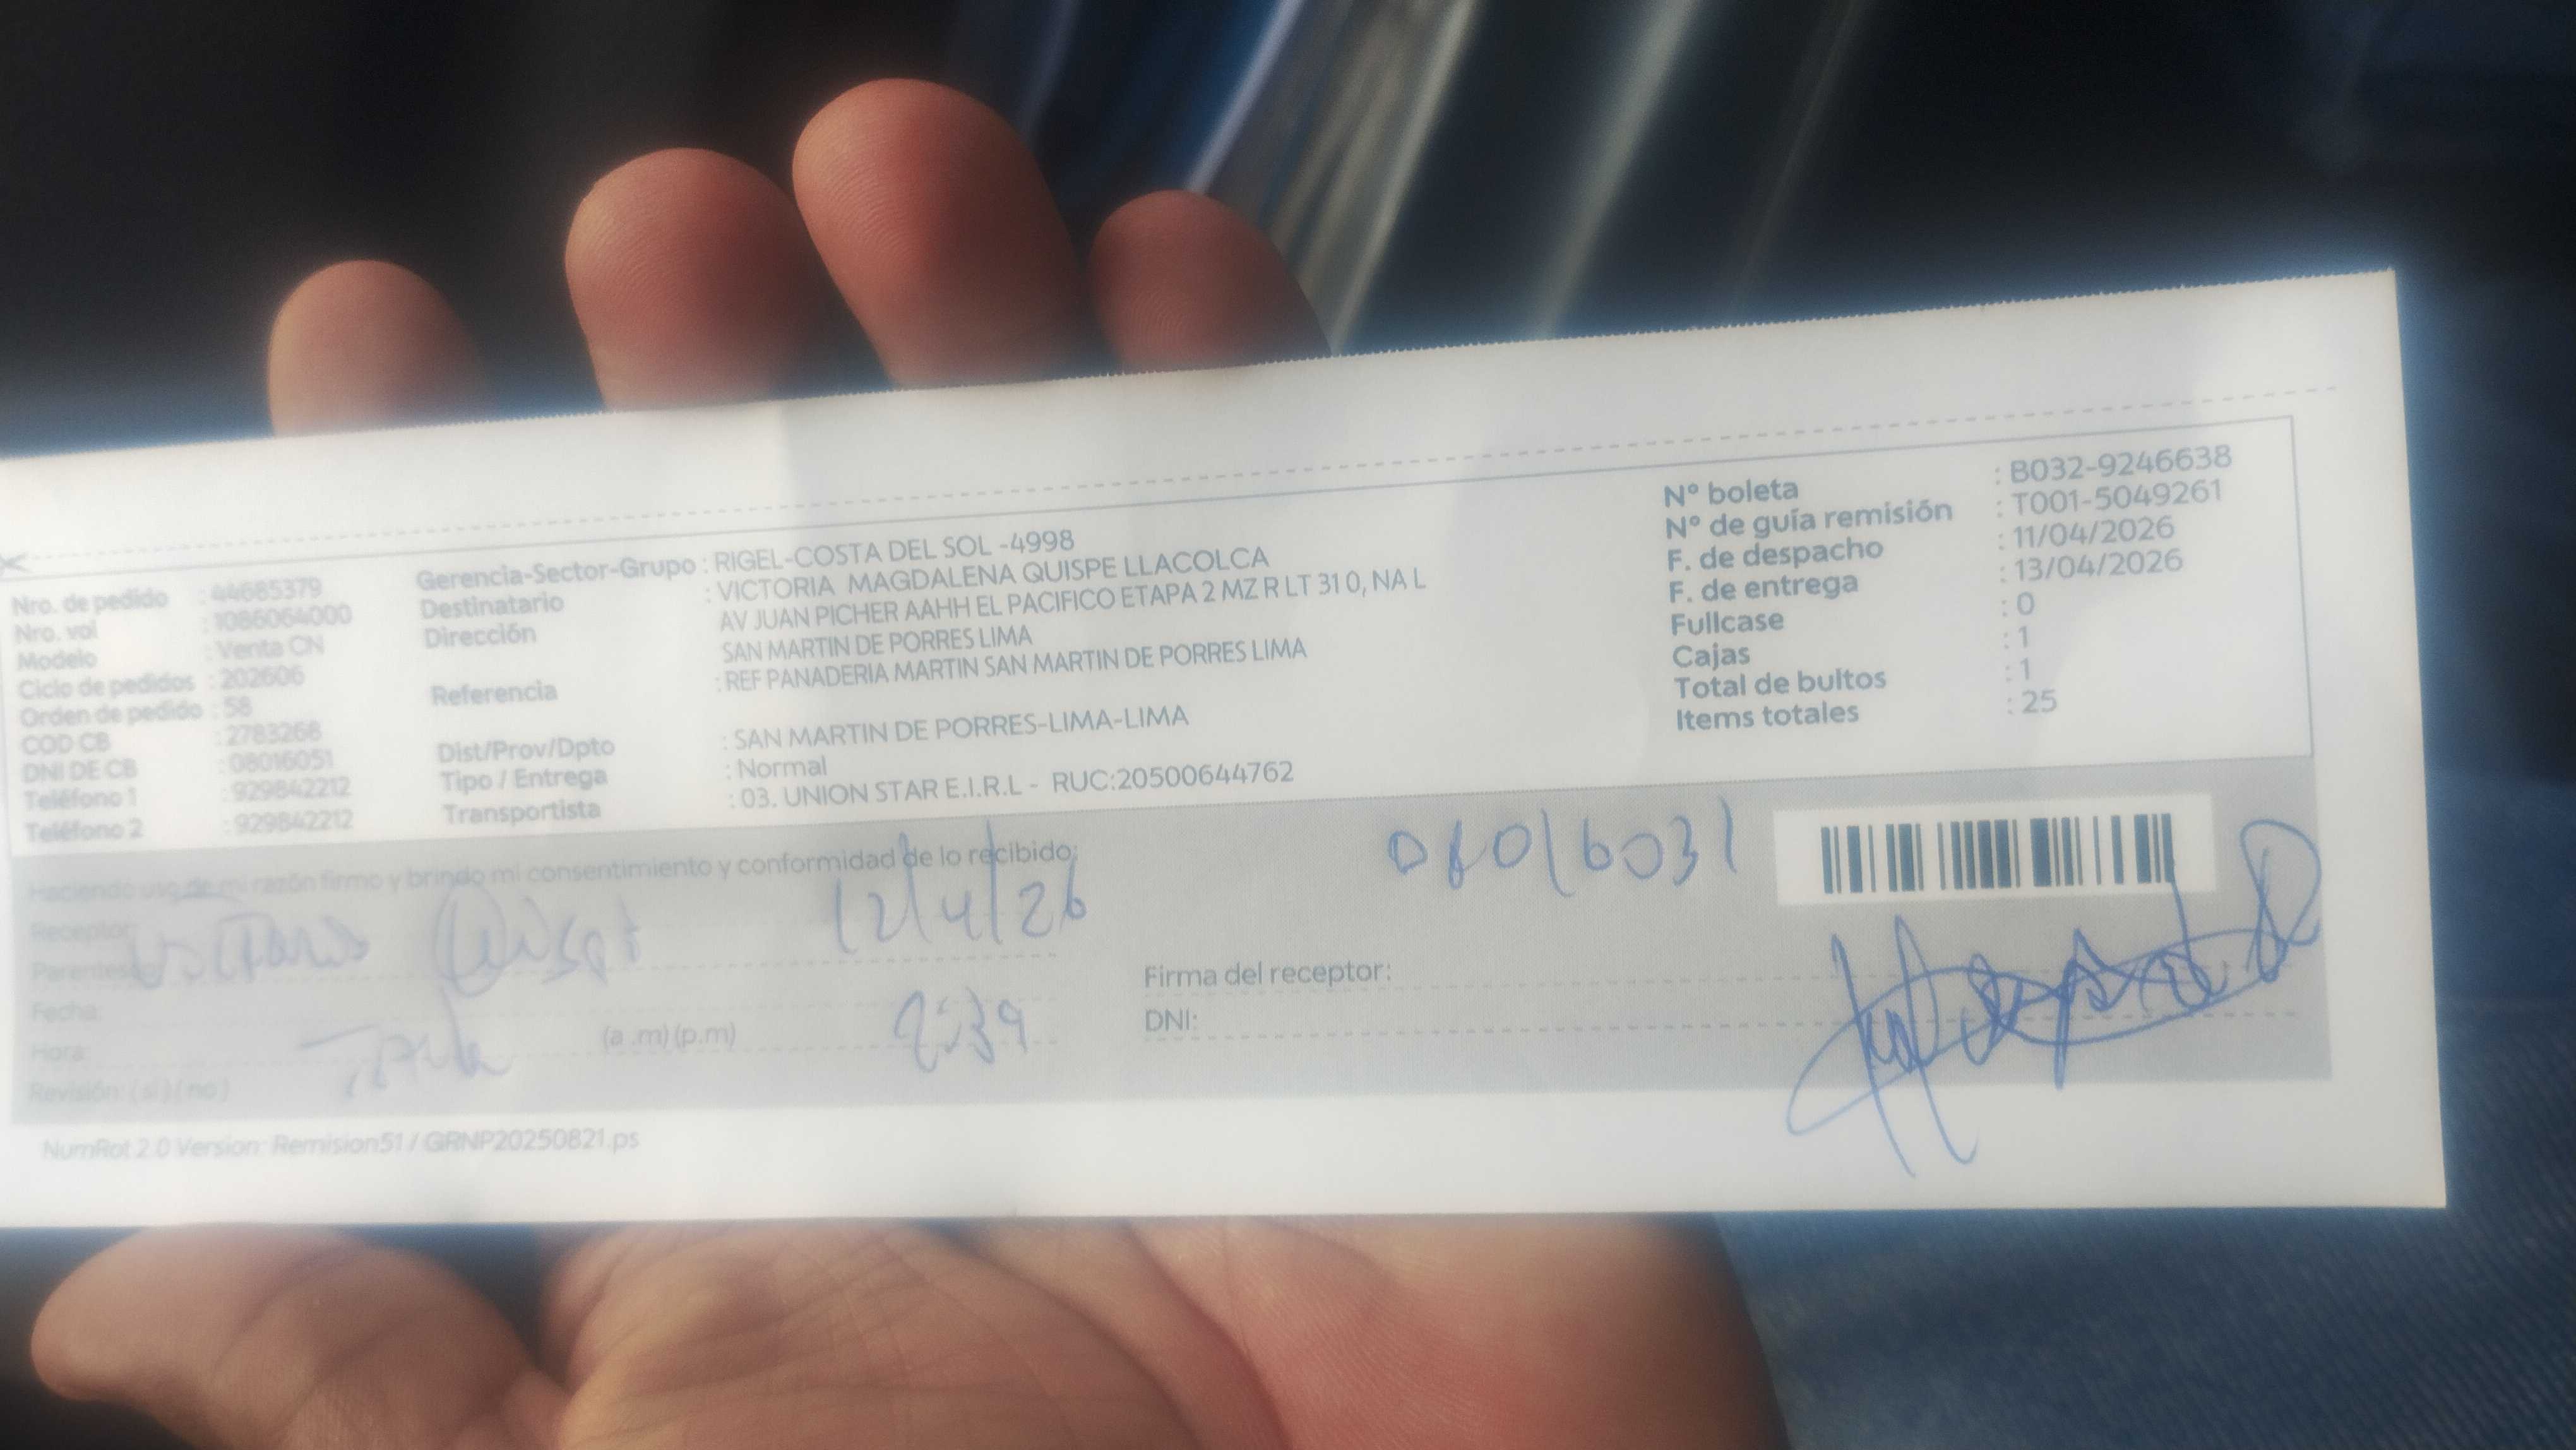 Nro. de pedido : 44685379
Nro. vol : 1086064000
Modelo : Venta CN
Ciclo de pedidos : 202606
Orden de pedido : 58
COD CB : 2783268
DNI DE CB : 08016051
Teléfono 1 : 929842212
Teléfono 2 : 929842212
Gerencia-Sector-Grupo : RIGEL-COSTA DEL SOL -4998
Destinatario : VICTORIA MAGDALENA QUISPE LLACOLCA
Dirección : AV JUAN PICHER AAHH EL PACIFICO ETAPA 2 MZ R LT 31 0, NA L
SAN MARTIN DE PORRES LIMA
Referencia : REF PANADERIA MARTIN SAN MARTIN DE PORRES LIMA
Dist/Prov/Dpto : SAN MARTIN DE PORRES-LIMA-LIMA
Tipo / Entrega : Normal
Transportista : 03. UNION STAR E.I.R.L - RUC:20500644762
N° boleta : B032-9246638
N° de guía remisión : T001-5049261
F. de despacho : 11/04/2026
F. de entrega : 13/04/2026
Fullcase : 0
Cajas : 1
Total de bultos : 1
Items totales : 25
Haciendo uso de mi razón firmo y brindo mi consentimiento y conformidad de lo recibido:
Receptor:
Parentesco:
Fecha: 12/4/26
Hora: (a .m) (p.m)
Revisión: ( si ) ( no )
Firma del receptor:
DNI:
NumRot 2.0 Version: Remision51 / GRNP20250821.ps